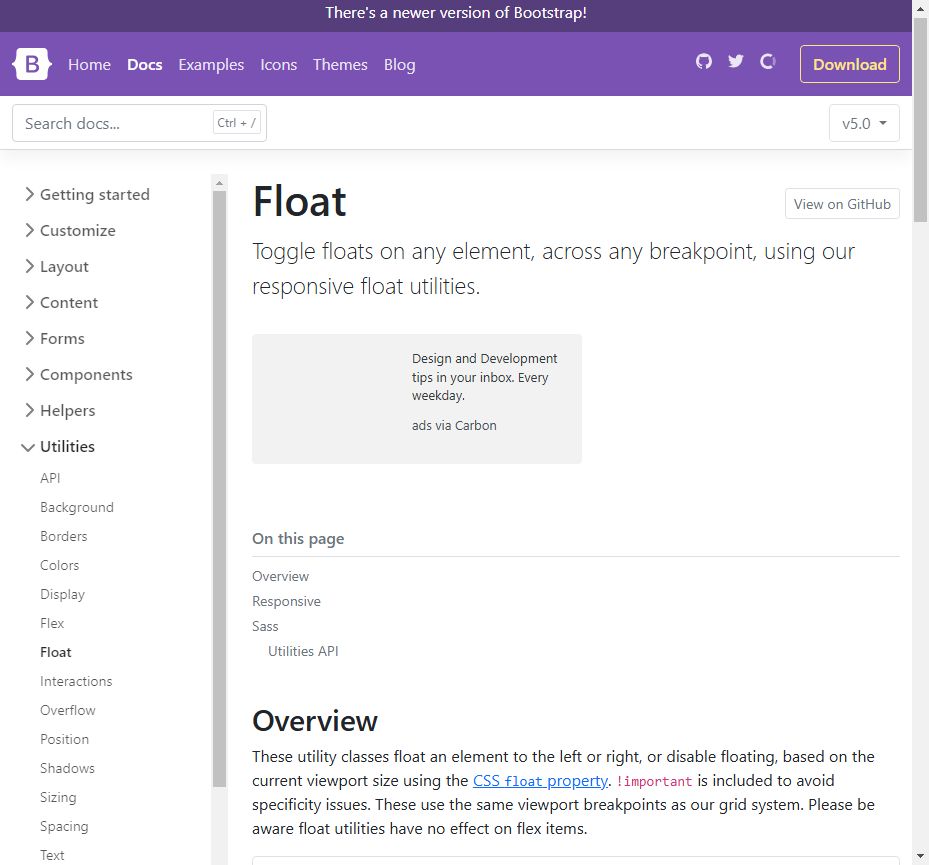 There's a newer version of Bootstrap!
B Home Docs Examples Icons Themes Blog Download
Search docs... Ctrl + / v5.0
Getting started
Customize
Layout
Content
Forms
Components
Helpers
Utilities
API
Background
Borders
Colors
Display
Flex
Float
Interactions
Overflow
Position
Shadows
Sizing
Spacing
Text
Float
View on GitHub
Toggle floats on any element, across any breakpoint, using our
responsive float utilities.
Design and Development
tips in your inbox. Every
weekday.
ads via Carbon
On this page
Overview
Responsive
Sass
Utilities API
Overview
These utility classes float an element to the left or right, or disable floating, based on the
current viewport size using the CSS float property. !important is included to avoid
specificity issues. These use the same viewport breakpoints as our grid system. Please be
aware float utilities have no effect on flex items.